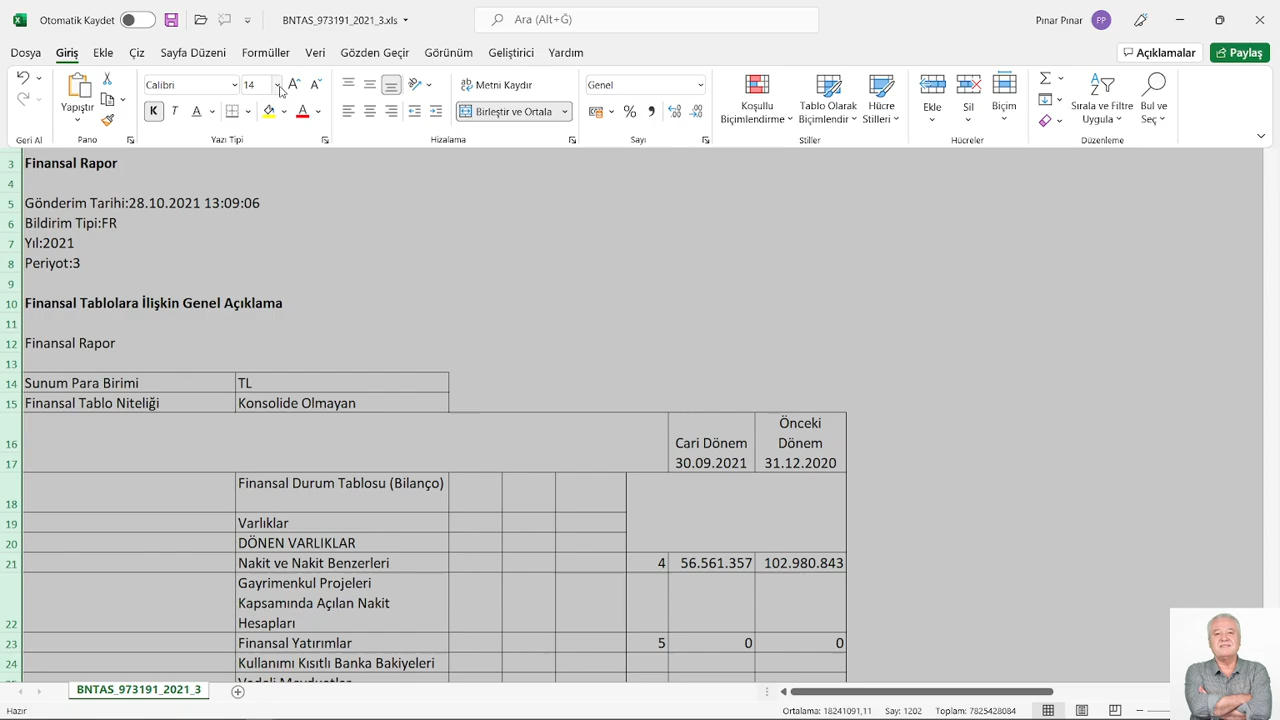 Otomatik Kaydet
BNTAS_973191_2021_3.xls
Ara (Alt+Ğ)
Pınar Pınar
PP
Dosya
Giriş
Ekle
Çiz
Sayfa Düzeni
Formüller
Veri
Gözden Geçir
Görünüm
Geliştirici
Yardım
Açıklamalar
Paylaş
Yapıştır
Calibri
14
K
T
A
Metni Kaydır
Birleştir ve Ortala
Genel
Koşullu
Biçimlendirme
Tablo Olarak
Biçimlendir
Hücre
Stilleri
Ekle
Sil
Biçim
Sırala ve Filtre
Uygula
Bul ve
Seç
Geri Al
Pano
Yazı Tipi
Hizalama
Sayı
Stiller
Hücreler
Düzenleme
3 Finansal Rapor
4
5 Gönderim Tarihi:28.10.2021 13:09:06
6 Bildirim Tipi:FR
7 Yıl:2021
8 Periyot:3
9
10 Finansal Tablolara İlişkin Genel Açıklama
11
12 Finansal Rapor
13
14 Sunum Para Birimi TL
15 Finansal Tablo Niteliği Konsolide Olmayan
Önceki
16 Cari Dönem Dönem
17 30.09.2021 31.12.2020
Finansal Durum Tablosu (Bilanço)
18
19 Varlıklar
20 DÖNEN VARLIKLAR
21 Nakit ve Nakit Benzerleri 4 56.561.357 102.980.843
Gayrimenkul Projeleri
Kapsamında Açılan Nakit
22 Hesapları
23 Finansal Yatırımlar 5 0 0
24 Kullanımı Kısıtlı Banka Bakiyeleri
BNTAS_973191_2021_3
Hazır
Ortalama: 18241091,11 Say: 1202 Toplam: 7825428084